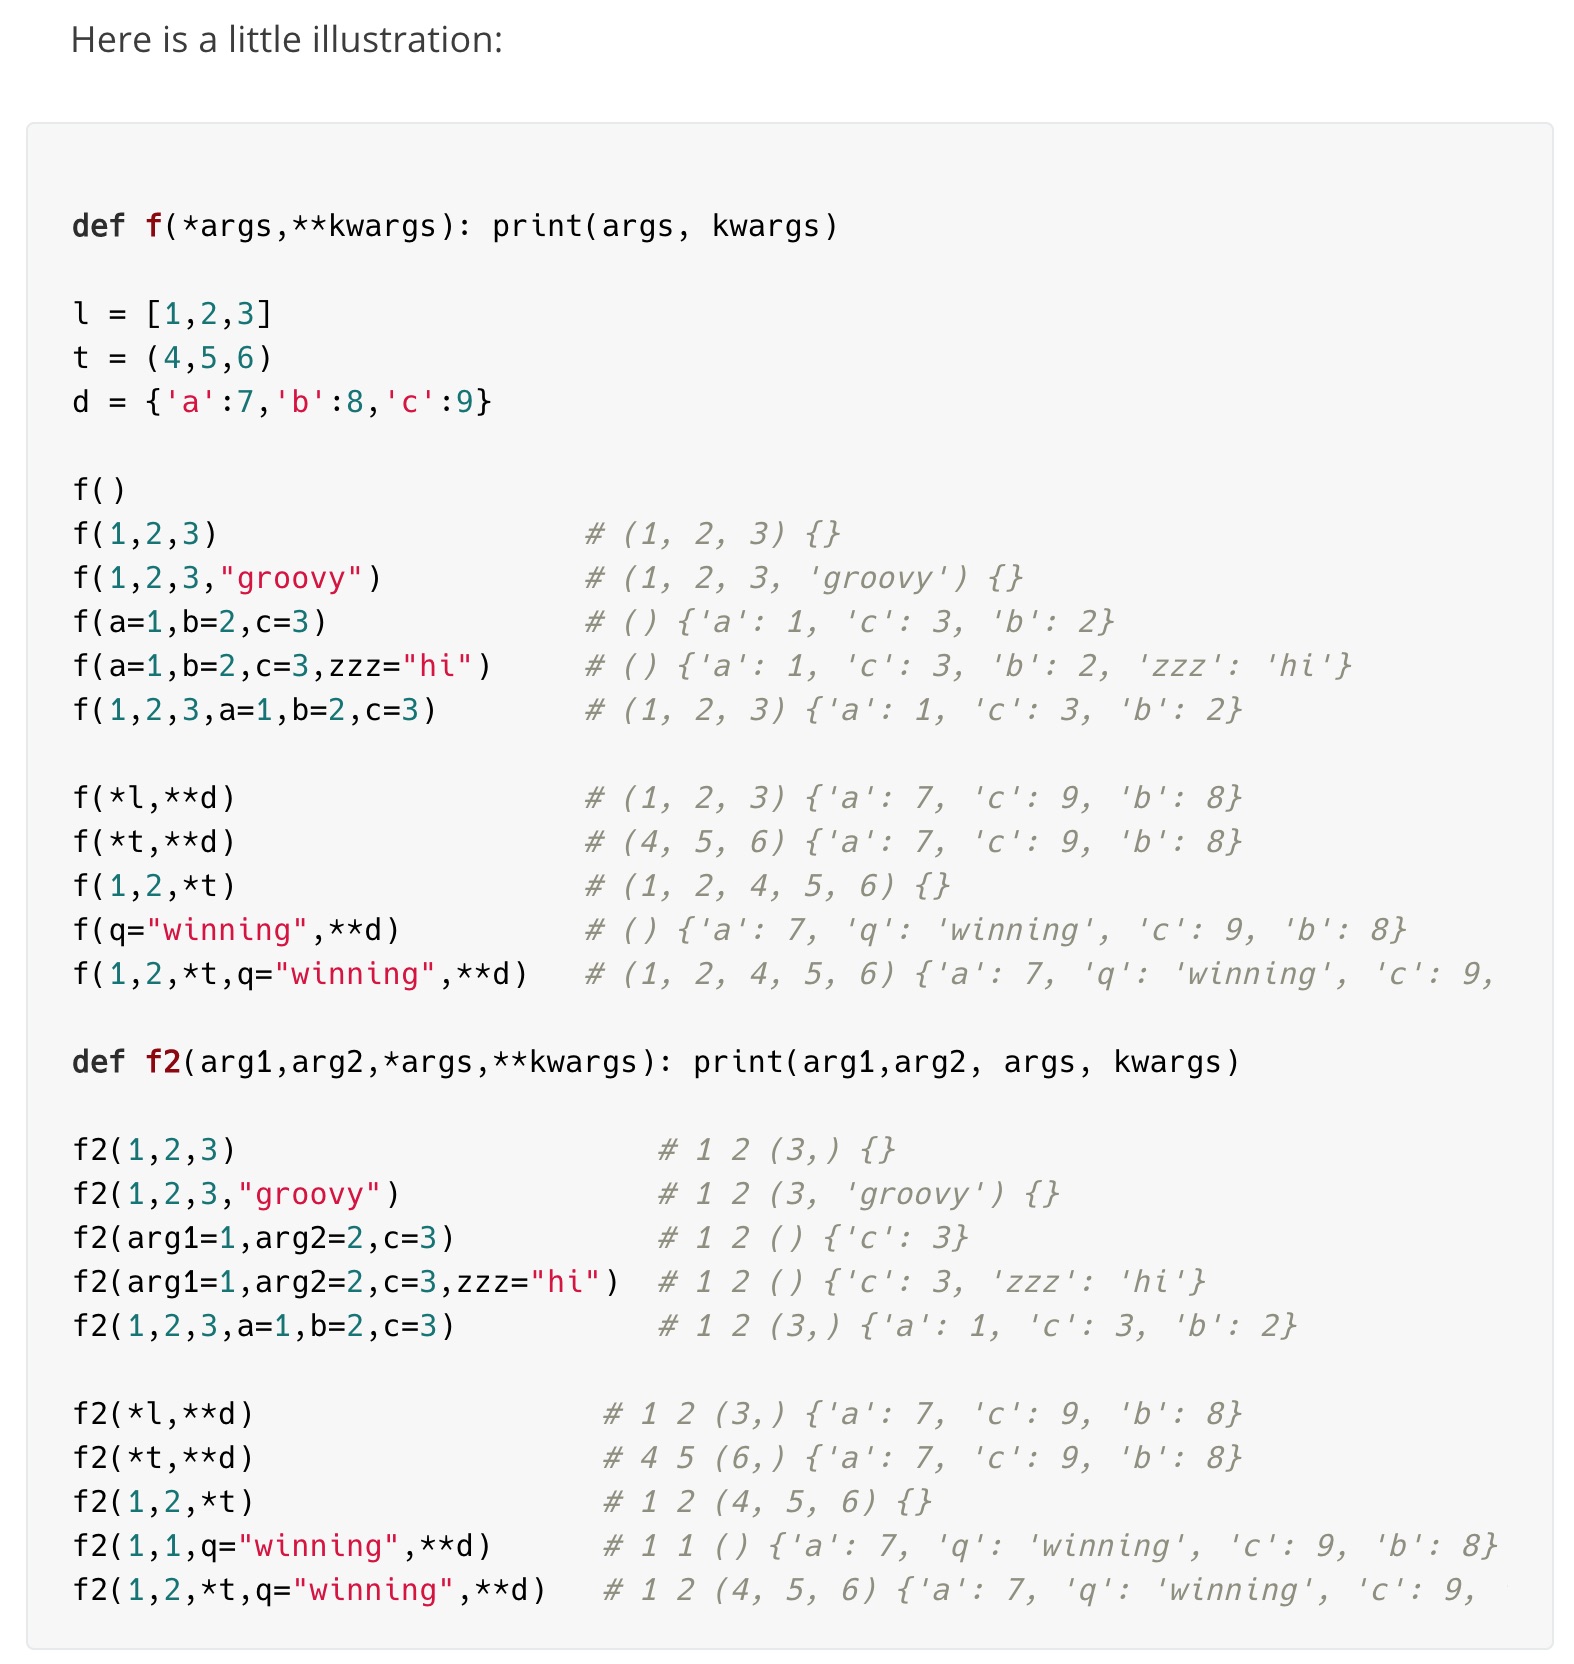 Here is a little illustration:
def f(*args,**kwargs): print(args, kwargs)
l = [1,2,3]
t = (4,5,6)
d = {'a':7,'b':8,'c':9}
f()
f(1,2,3)                    # (1, 2, 3) {}
f(1,2,3,"groovy")           # (1, 2, 3, 'groovy') {}
f(a=1,b=2,c=3)              # () {'a': 1, 'c': 3, 'b': 2}
f(a=1,b=2,c=3,zzz="hi")     # () {'a': 1, 'c': 3, 'b': 2, 'zzz': 'hi'}
f(1,2,3,a=1,b=2,c=3)        # (1, 2, 3) {'a': 1, 'c': 3, 'b': 2}
f(*l,**d)                   # (1, 2, 3) {'a': 7, 'c': 9, 'b': 8}
f(*t,**d)                   # (4, 5, 6) {'a': 7, 'c': 9, 'b': 8}
f(1,2,*t)                   # (1, 2, 4, 5, 6) {}
f(q="winning",**d)          # () {'a': 7, 'q': 'winning', 'c': 9, 'b': 8}
f(1,2,*t,q="winning",**d)   # (1, 2, 4, 5, 6) {'a': 7, 'q': 'winning', 'c': 9,
def f2(arg1,arg2,*args,**kwargs): print(arg1,arg2, args, kwargs)
f2(1,2,3)                       # 1 2 (3,) {}
f2(1,2,3,"groovy")              # 1 2 (3, 'groovy') {}
f2(arg1=1,arg2=2,c=3)           # 1 2 () {'c': 3}
f2(arg1=1,arg2=2,c=3,zzz="hi")  # 1 2 () {'c': 3, 'zzz': 'hi'}
f2(1,2,3,a=1,b=2,c=3)           # 1 2 (3,) {'a': 1, 'c': 3, 'b': 2}
f2(*l,**d)                   # 1 2 (3,) {'a': 7, 'c': 9, 'b': 8}
f2(*t,**d)                   # 4 5 (6,) {'a': 7, 'c': 9, 'b': 8}
f2(1,2,*t)                   # 1 2 (4, 5, 6) {}
f2(1,1,q="winning",**d)      # 1 1 () {'a': 7, 'q': 'winning', 'c': 9, 'b': 8}
f2(1,2,*t,q="winning",**d)   # 1 2 (4, 5, 6) {'a': 7, 'q': 'winning', 'c': 9,